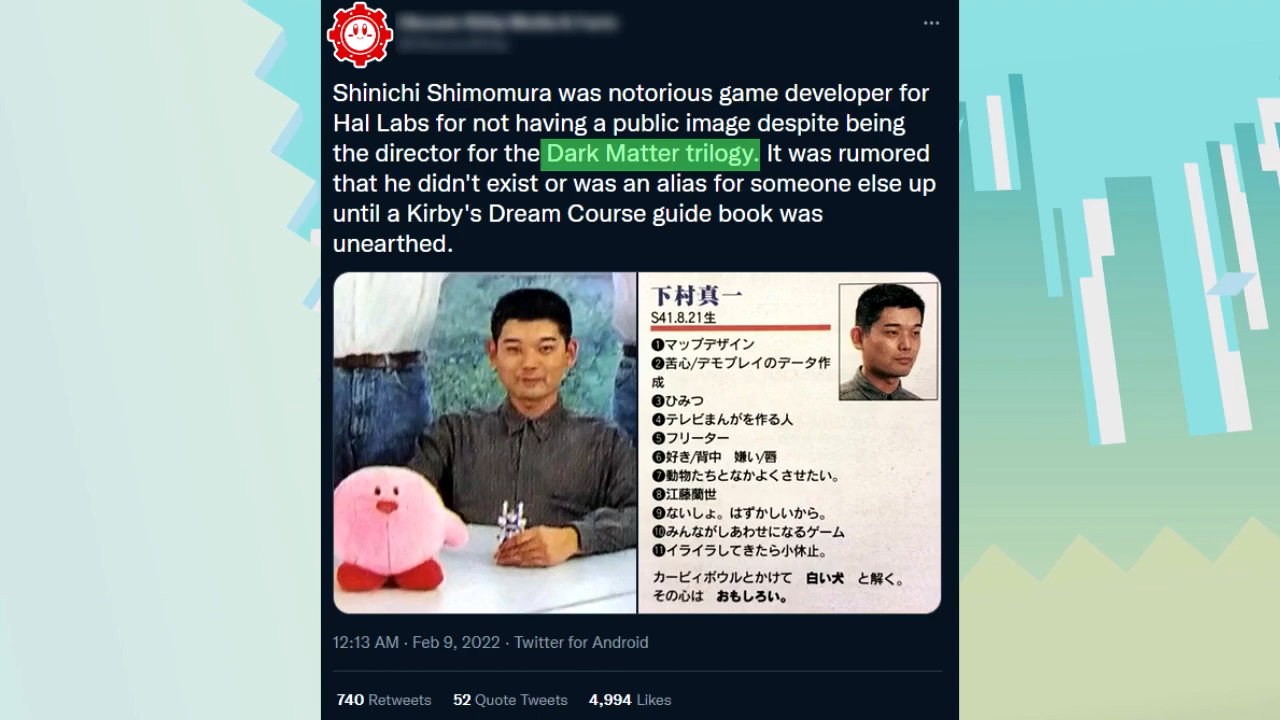 Shinichi Shimomura was notorious game developer for
Hal Labs for not having a public image despite being
the director for the Dark Matter trilogy. It was rumored
that he didn't exist or was an alias for someone else up
until a Kirby's Dream Course guide book was
unearthed.
下村真一
S41.8.21生
❶マップデザイン
❷苦心/デモプレイのデータ作
成
❸ひみつ
❹テレビまんがを作る人
❺フリーター
❻好き/背中 嫌い/唇
❼動物たちとなかよくさせたい。
❽江藤蘭世
❾ないしょ。はずかしいから。
❿みんながしあわせになるゲーム
⓫イライラしてきたら小休止。
カービィボウルとかけて 白い犬 と解く。
その心は おもしろい。
12:13 AM · Feb 9, 2022 · Twitter for Android
740 Retweets 52 Quote Tweets 4,994 Likes